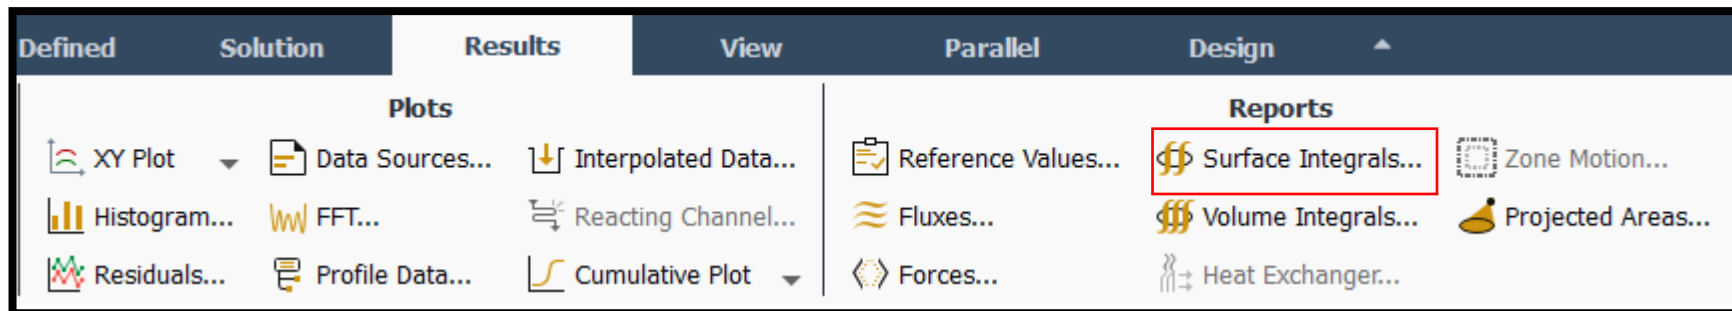 Defined Solution Results View Parallel Design
Plots Reports
XY Plot Data Sources... Interpolated Data... Reference Values... Surface Integrals... Zone Motion...
Histogram... FFT... Reacting Channel... Fluxes... Volume Integrals... Projected Areas...
Residuals... Profile Data... Cumulative Plot Forces... Heat Exchanger...